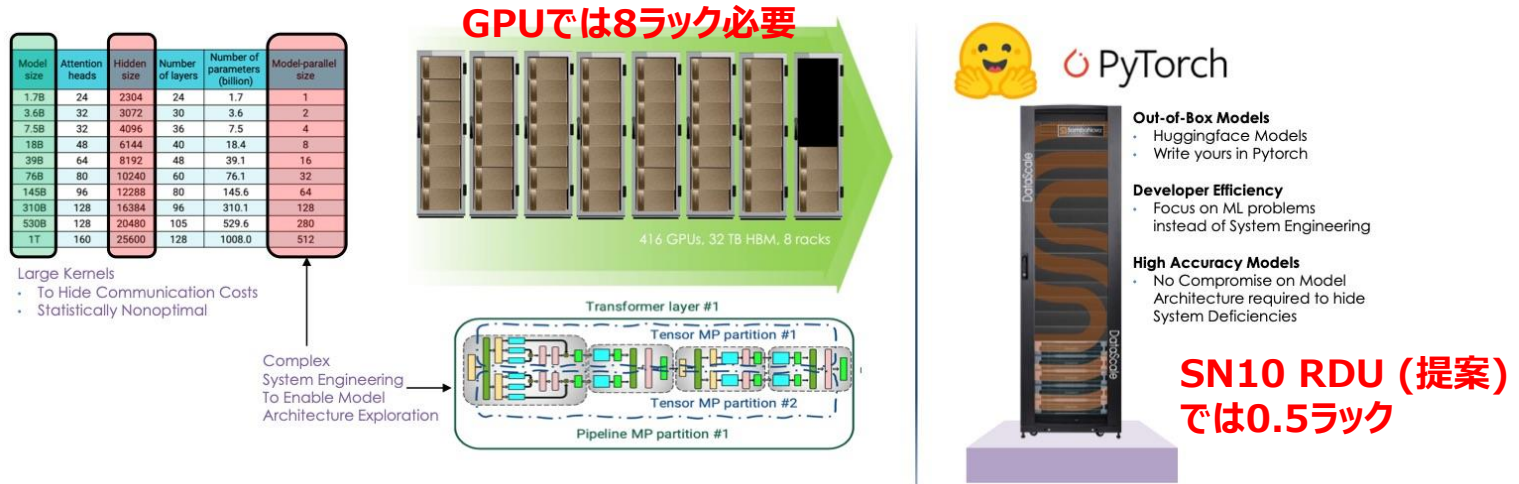 GPUでは8ラック必要
Model size Attention heads Hidden size Number of layers Number of parameters (billion) Model-parallel size
1.7B 24 2304 24 1.7 1
3.6B 32 3072 30 3.6 2
7.5B 32 4096 36 7.5 4
18B 48 6144 40 18.4 8
39B 64 8192 48 39.1 16
76B 80 10240 60 76.1 32
145B 96 12288 80 145.6 64
310B 128 16384 96 310.1 128
530B 128 20480 105 529.6 280
1T 160 25600 128 1008.0 512
Large Kernels
• To Hide Communication Costs
• Statistically Nonoptimal
416 GPUs, 32 TB HBM, 8 racks
Complex
System Engineering
To Enable Model
Architecture Exploration
Transformer layer #1
Tensor MP partition #1
Tensor MP partition #2
Pipeline MP partition #1
PyTorch
SambaNova
DataScale
DataScale
Out-of-Box Models
• Huggingface Models
• Write yours in Pytorch
Developer Efficiency
• Focus on ML problems
instead of System Engineering
High Accuracy Models
• No Compromise on Model
Architecture required to hide
System Deficiencies
SN10 RDU (提案)
では0.5ラック